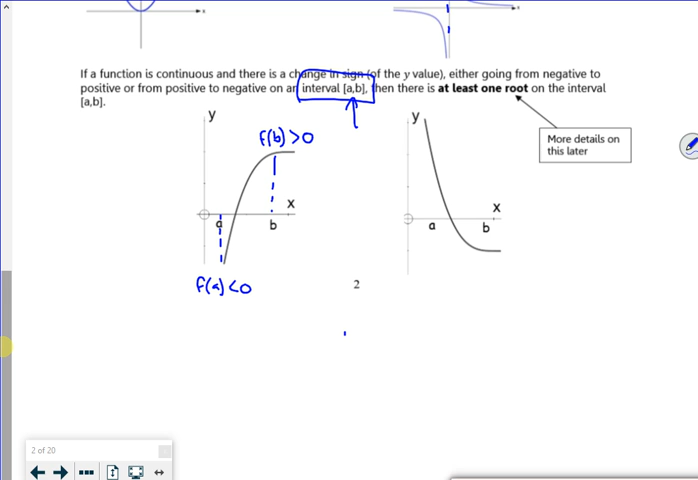 If a function is continuous and there is a change in sign (of the y value), either going from negative to
positive or from positive to negative on an interval [a,b], then there is at least one root on the interval
[a,b].
y
f(b)>0
x
a
b
f(a)<0
y
x
a
b
More details on
this later
2
2 of 20